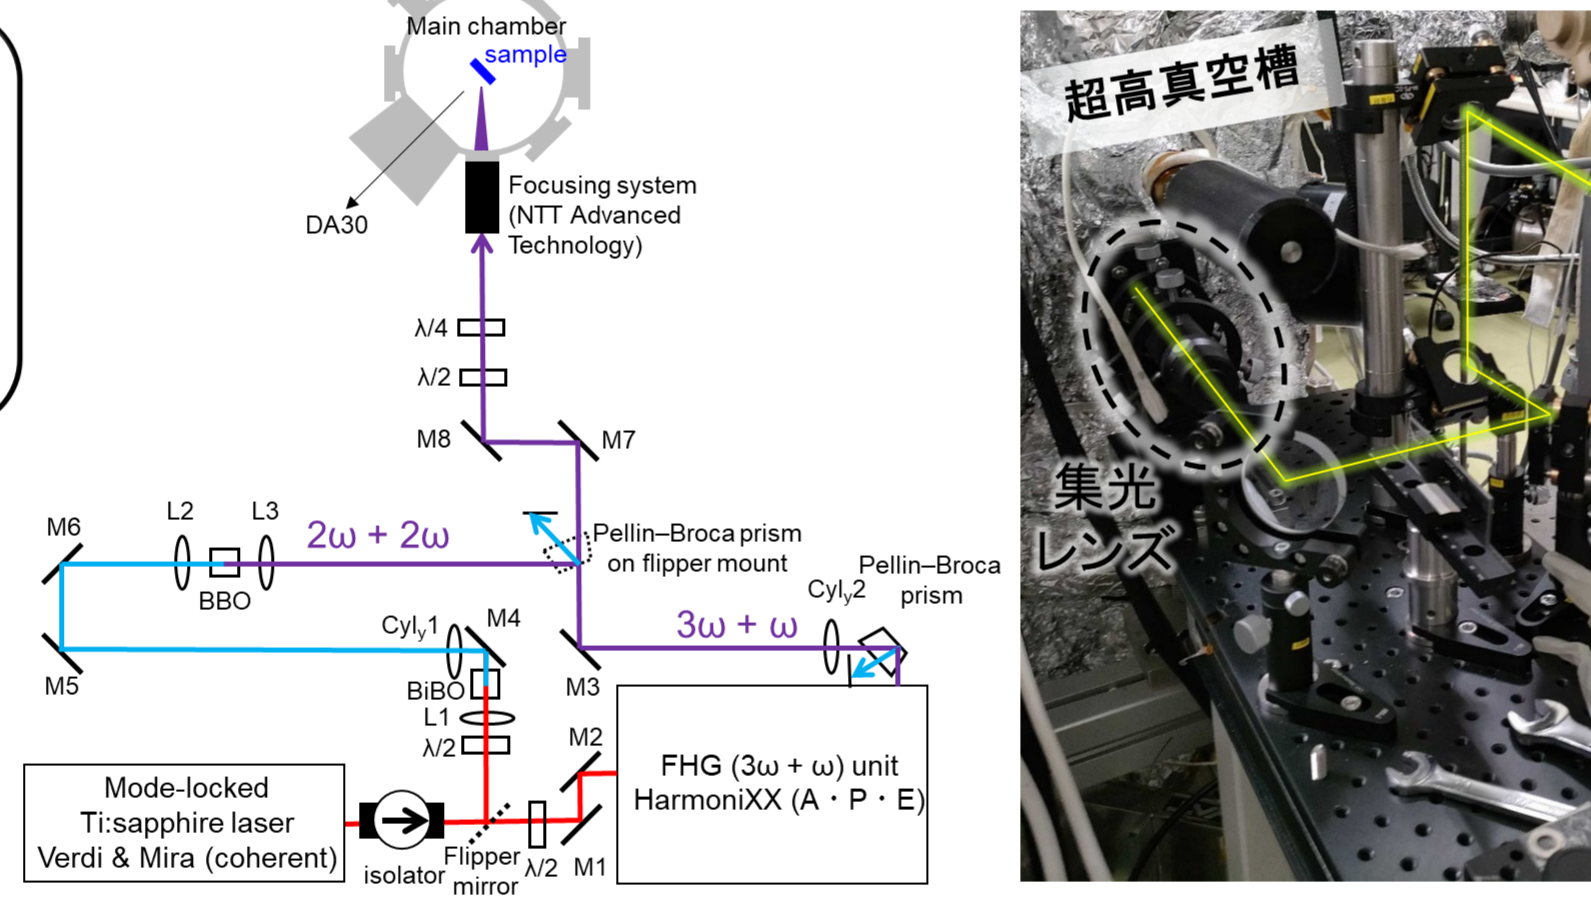 Main chamber
sample
DA30
Focusing system
(NTT Advanced
Technology)
λ/4
λ/2
M8
M7
M6
L2
L3
2ω + 2ω
BBO
Pellin–Broca prism
on flipper mount
Pellin–Broca
prism
Cyly2
3ω + ω
Cyly1
M4
M5
BiBO
L1
λ/2
M3
M2
Mode-locked
Ti:sapphire laser
Verdi & Mira (coherent)
isolator
Flipper
mirror
λ/2
M1
FHG (3ω + ω) unit
HarmoniXX (A・P・E)
超高真空槽
集光
レンズ